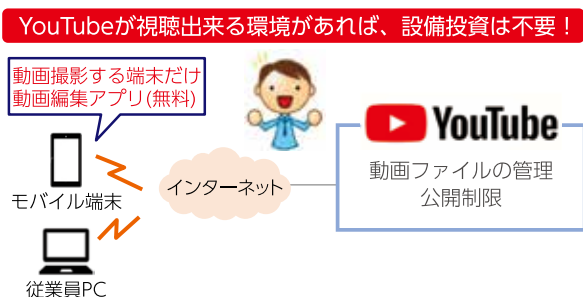 YouTubeが視聴出来る環境があれば、設備投資は不要！
動画撮影する端末だけ
動画編集アプリ(無料)
モバイル端末
従業員PC
インターネット
YouTube
動画ファイルの管理
公開制限